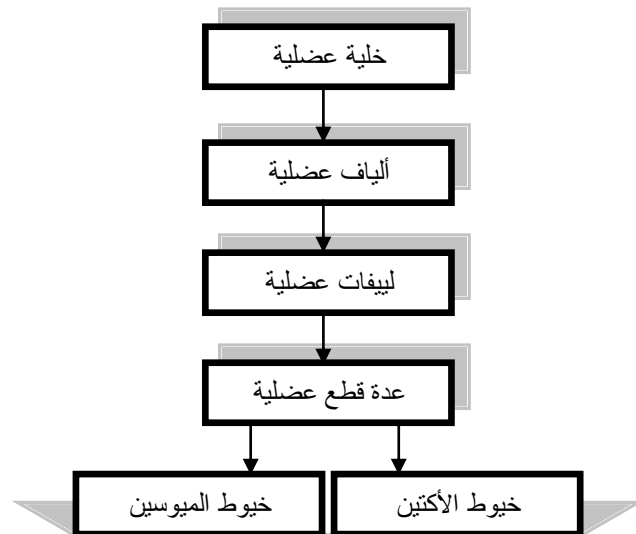 خلية عضلية
ألياف عضلية
لييفات عضلية
عدة قطع عضلية
خيوط الأكتين
خيوط الميوسين